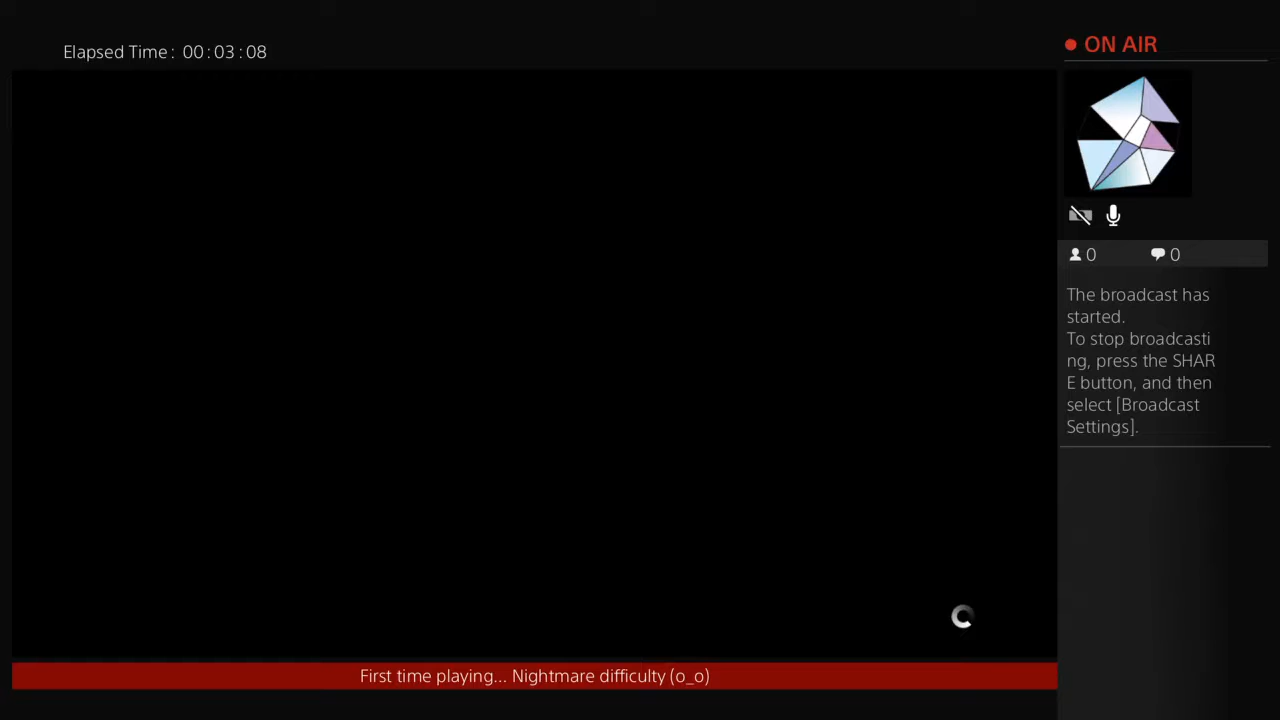 Elapsed Time: 00:03:08
ON AIR
0 0
The broadcast has
started.
To stop broadcasti
ng, press the SHAR
E button, and then
select [Broadcast
Settings].
First time playing... Nightmare difficulty (o_o)